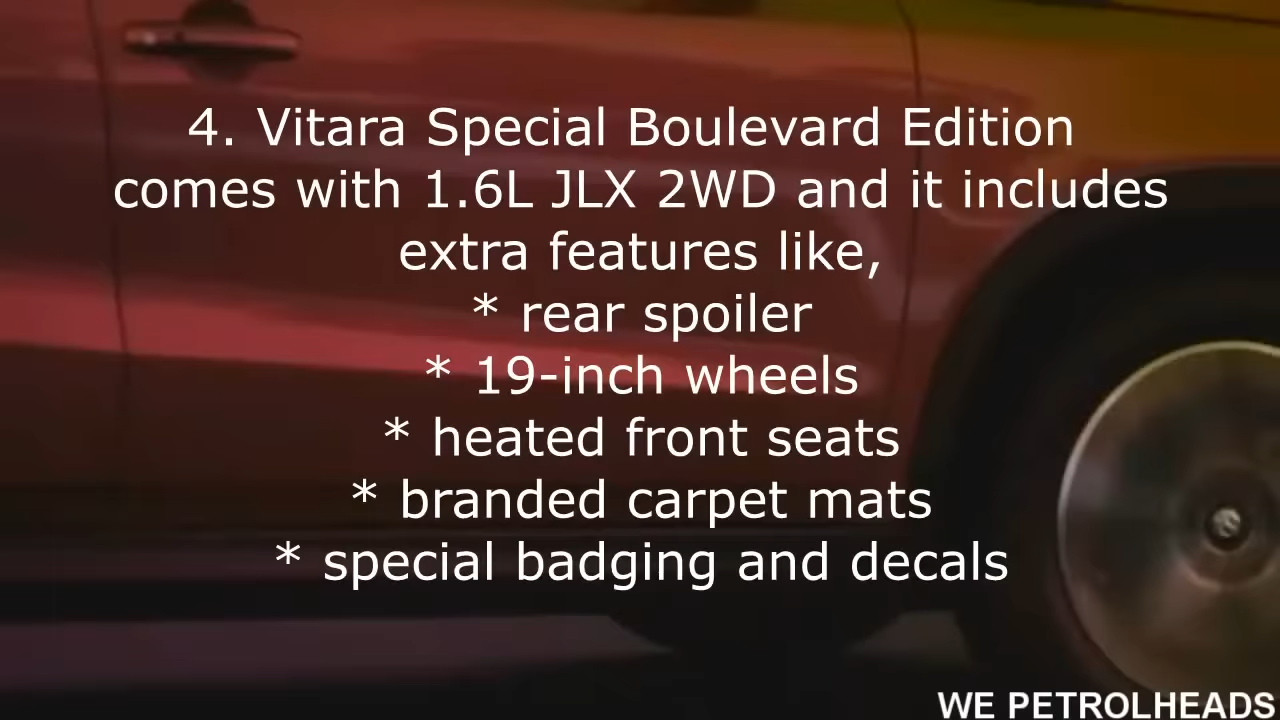 4. Vitara Special Boulevard Edition
comes with 1.6L JLX 2WD and it includes
extra features like,
* rear spoiler
* 19-inch wheels
* heated front seats
* branded carpet mats
* special badging and decals
WE PETROLHEADS